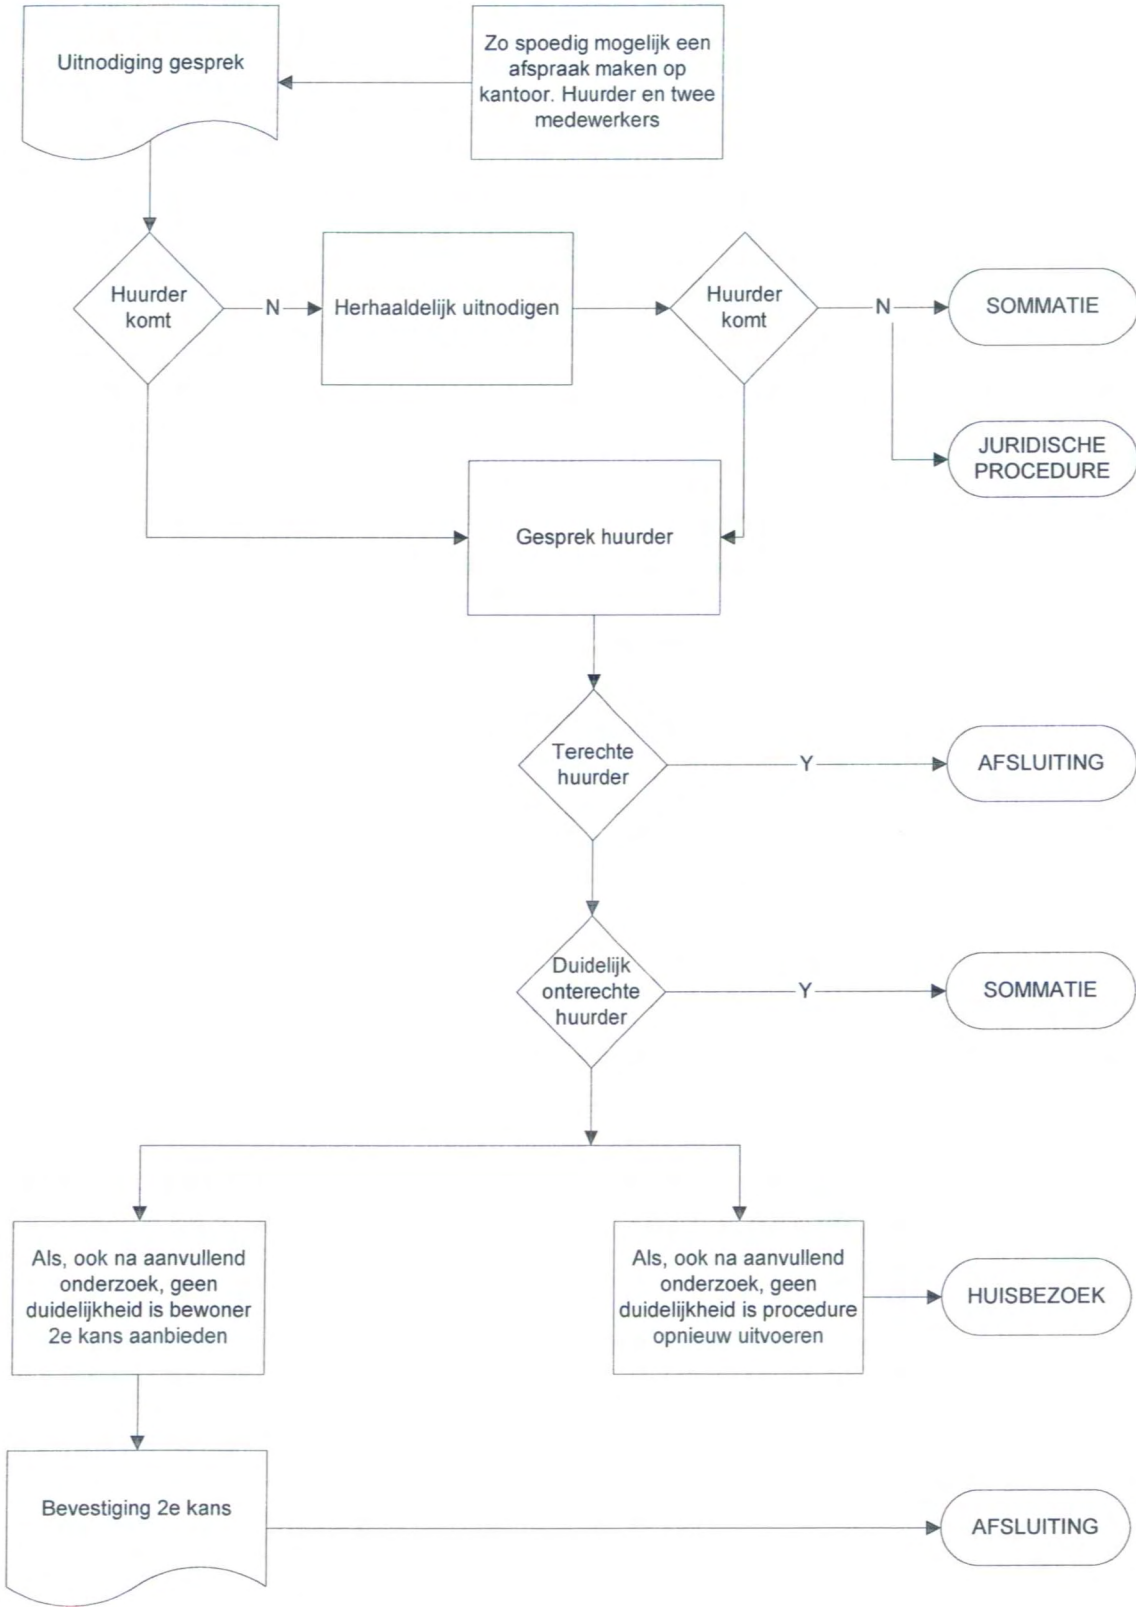 Uitnodiging gesprek
Zo spoedig mogelijk een
afspraak maken op
kantoor. Huurder en twee
medewerkers
Huurder
komt
N
Herhaaldelijk uitnodigen
Huurder
komt
N
SOMMATIE
JURIDISCHE
PROCEDURE
Gesprek huurder
Terechte
huurder
Y
AFSLUITING
Duidelijk
onterechte
huurder
Y
SOMMATIE
Als, ook na aanvullend
onderzoek, geen
duidelijkheid is bewoner
2e kans aanbieden
Als, ook na aanvullend
onderzoek, geen
duidelijkheid is procedure
opnieuw uitvoeren
HUISBEZOEK
Bevestiging 2e kans
AFSLUITING